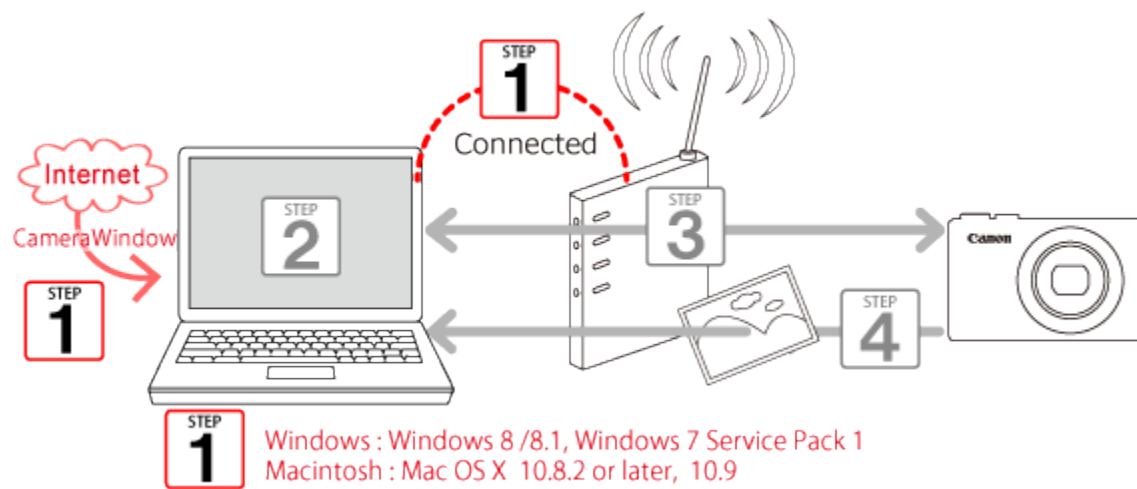 STEP
1
Connected
Internet
CameraWindow
STEP
1
STEP
2
STEP
3
Canon
STEP
4
STEP
1
Windows : Windows 8 /8.1, Windows 7 Service Pack 1
Macintosh : Mac OS X  10.8.2 or later,  10.9